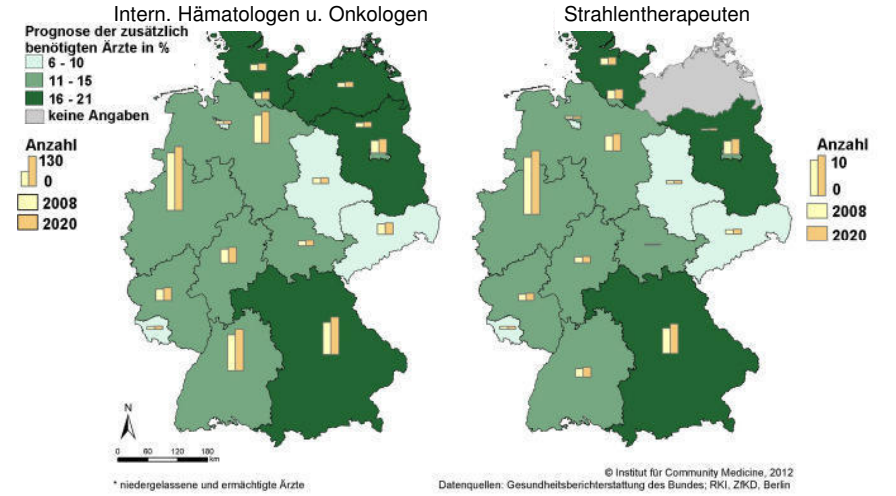 Intern. Hämatologen u. Onkologen
Strahlentherapeuten
Prognose der zusätzlich
benötigten Ärzte in %
6 - 10
11 - 15
16 - 21
keine Angaben
Anzahl
130
0
2008
2020
Anzahl
10
0
2008
2020
N
0 60 120 180
km
* niedergelassene und ermächtigte Ärzte
© Institut für Community Medicine, 2012
Datenquellen: Gesundheitsberichterstattung des Bundes; RKI, ZfKD, Berlin